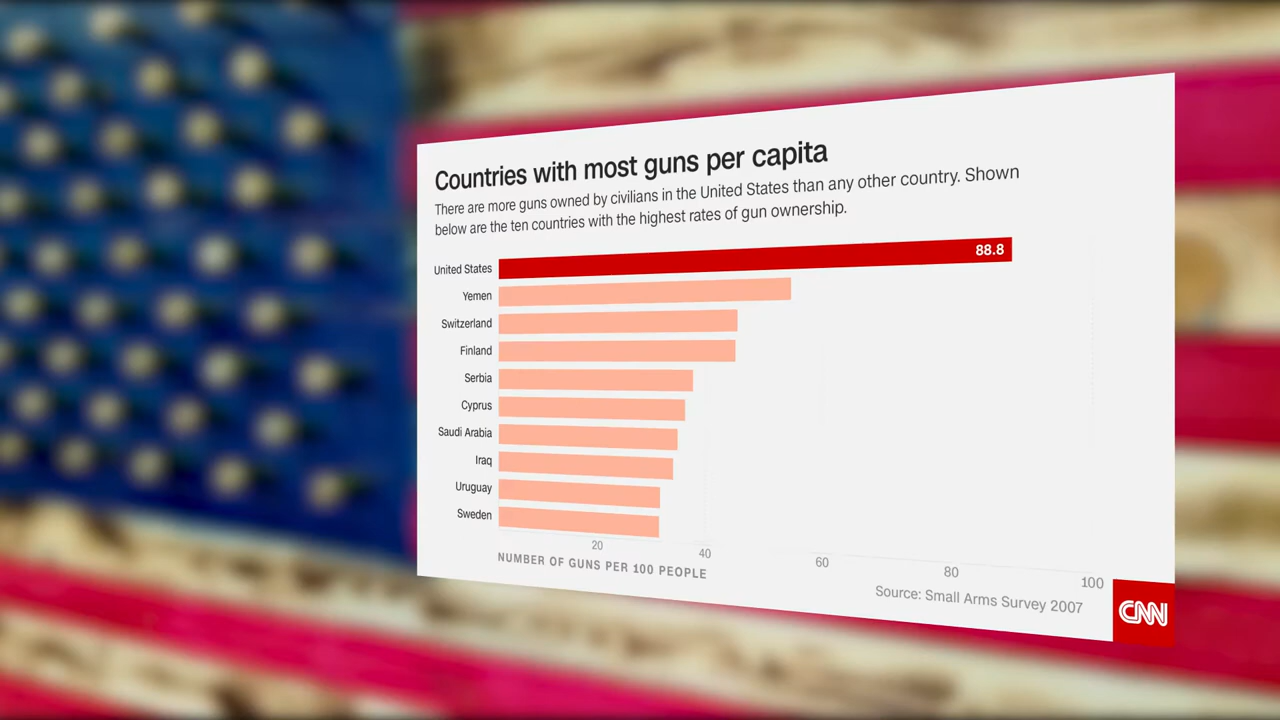 Countries with most guns per capita
There are more guns owned by civilians in the United States than any other country. Shown
below are the ten countries with the highest rates of gun ownership.
United States
88.8
Yemen
Switzerland
Finland
Serbia
Cyprus
Saudi Arabia
Iraq
Uruguay
Sweden
20 40 60 80 100
NUMBER OF GUNS PER 100 PEOPLE
Source: Small Arms Survey 2007
CNN